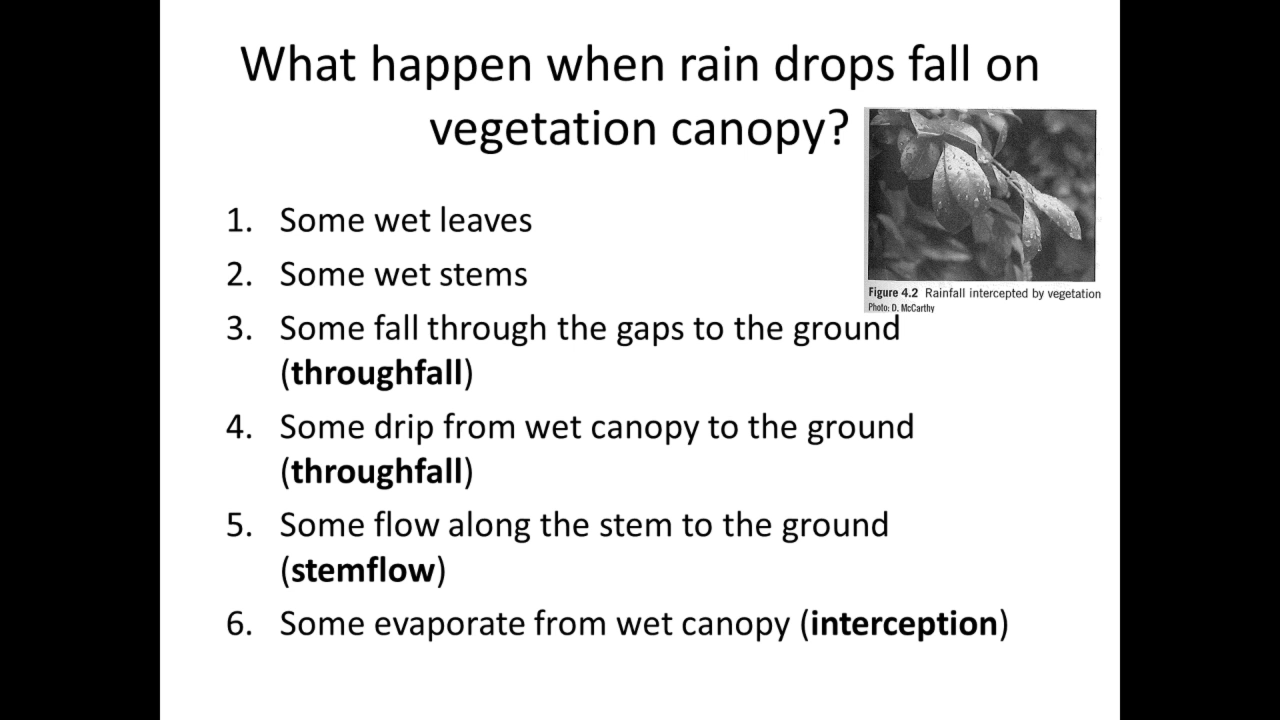 What happen when rain drops fall on
vegetation canopy?
1. Some wet leaves
2. Some wet stems
3. Some fall through the gaps to the ground
(throughfall)
4. Some drip from wet canopy to the ground
(throughfall)
5. Some flow along the stem to the ground
(stemflow)
6. Some evaporate from wet canopy (interception)
Figure 4.2 Rainfall intercepted by vegetation
Photo: D. McCarthy